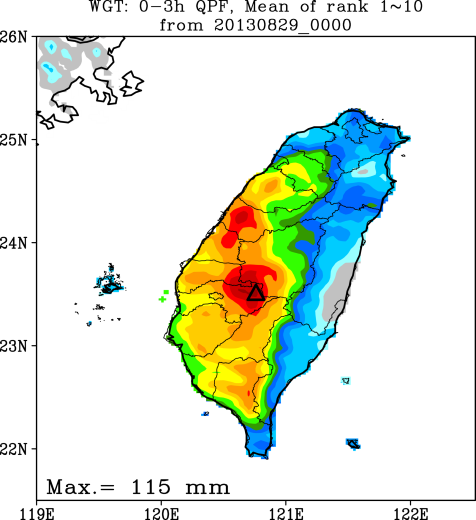 WGT: 0-3h QPF, Mean of rank 1~10
from 20130829_0000
26N
25N
24N
23N
22N
Max.= 115 mm
119E 120E 121E 122E